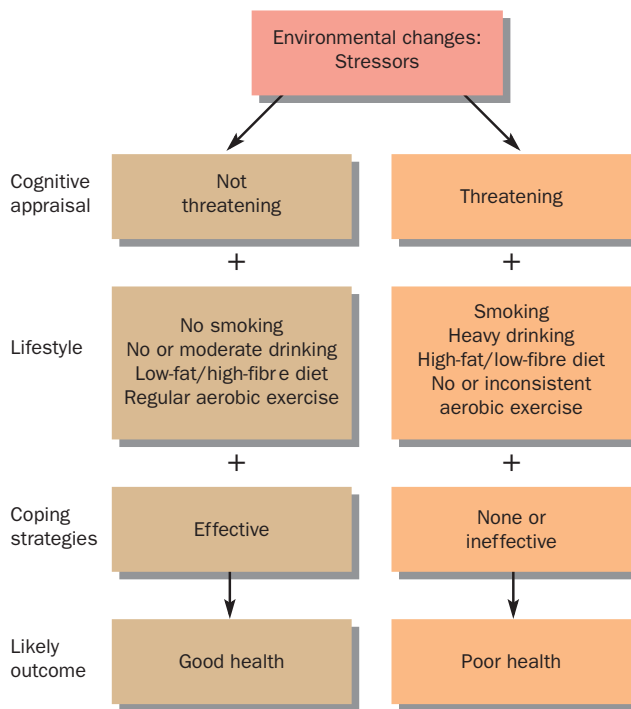 Environmental changes:
Stressors
Cognitive
appraisal
Not
threatening
Threatening
+
+
Lifestyle
No smoking
No or moderate drinking
Low-fat/high-fibre diet
Regular aerobic exercise
Smoking
Heavy drinking
High-fat/low-fibre diet
No or inconsistent
aerobic exercise
+
+
Coping
strategies
Effective
None or
ineffective
Likely
outcome
Good health
Poor health